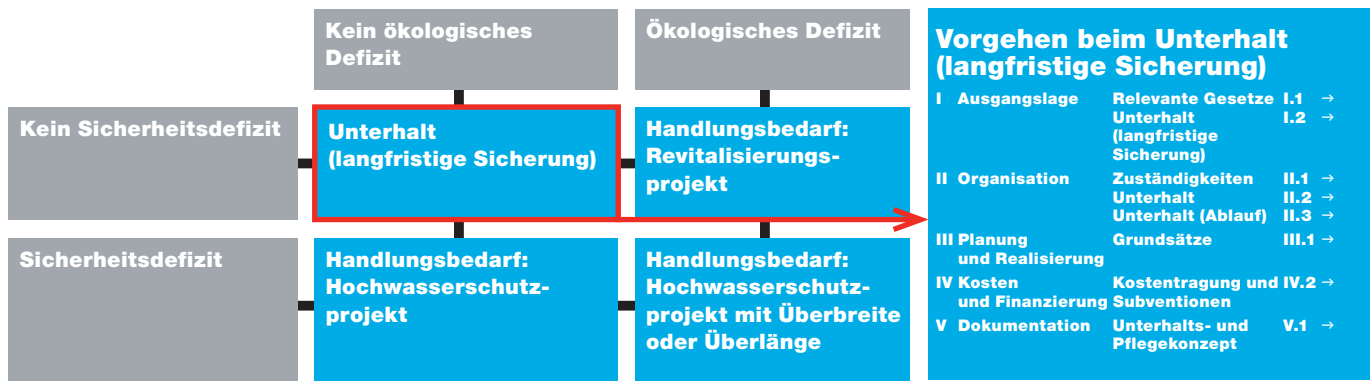 Kein ökologisches
Defizit
Ökologisches Defizit
Kein Sicherheitsdefizit
Unterhalt
(langfristige Sicherung)
Handlungsbedarf:
Revitalisierungs-
projekt
Sicherheitsdefizit
Handlungsbedarf:
Hochwasserschutz-
projekt
Handlungsbedarf:
Hochwasserschutz-
projekt mit Überbreite
oder Überlänge
Vorgehen beim Unterhalt
(langfristige Sicherung)
I Ausgangslage Relevante Gesetze I.1 →
Unterhalt I.2 →
(langfristige
Sicherung)
II Organisation Zuständigkeiten II.1 →
Unterhalt II.2 →
Unterhalt (Ablauf) II.3 →
III Planung Grundsätze III.1 →
und Realisierung
IV Kosten Kostentragung und IV.2 →
und Finanzierung Subventionen
V Dokumentation Unterhalts- und V.1 →
Pflegekonzept